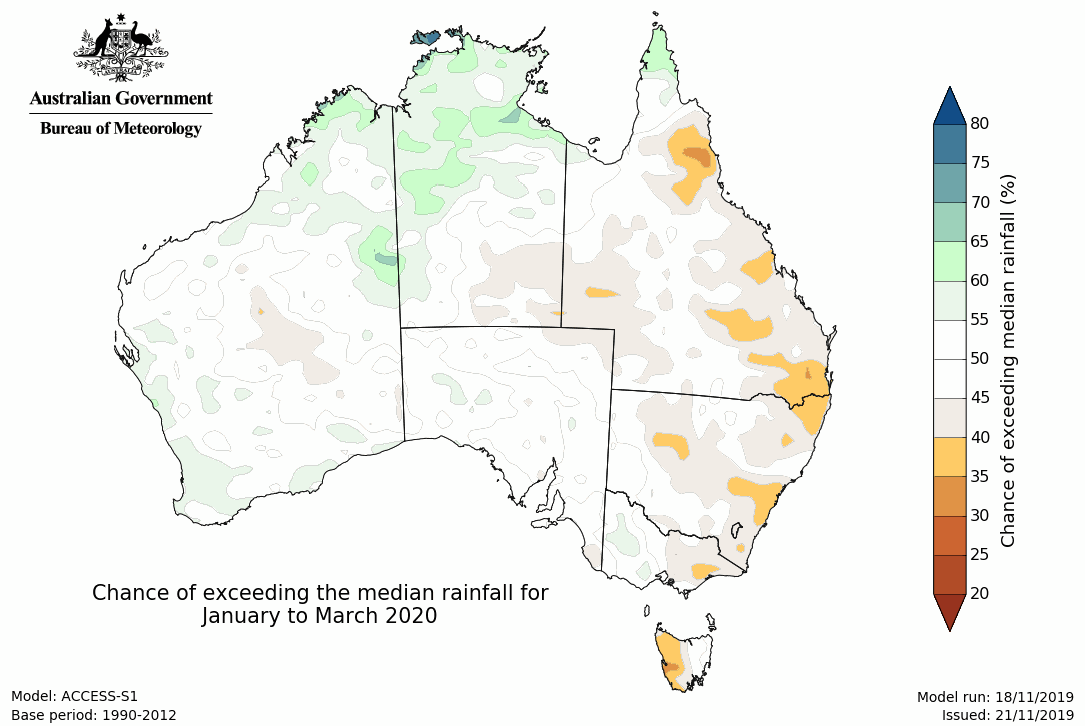 Australian Government
Bureau of Meteorology
80
75
70
65
60
55
50
45
40
35
30
25
20
Chance of exceeding median rainfall (%)
Chance of exceeding the median rainfall for
January to March 2020
Model: ACCESS-S1
Base period: 1990-2012
Model run: 18/11/2019
Issued: 21/11/2019